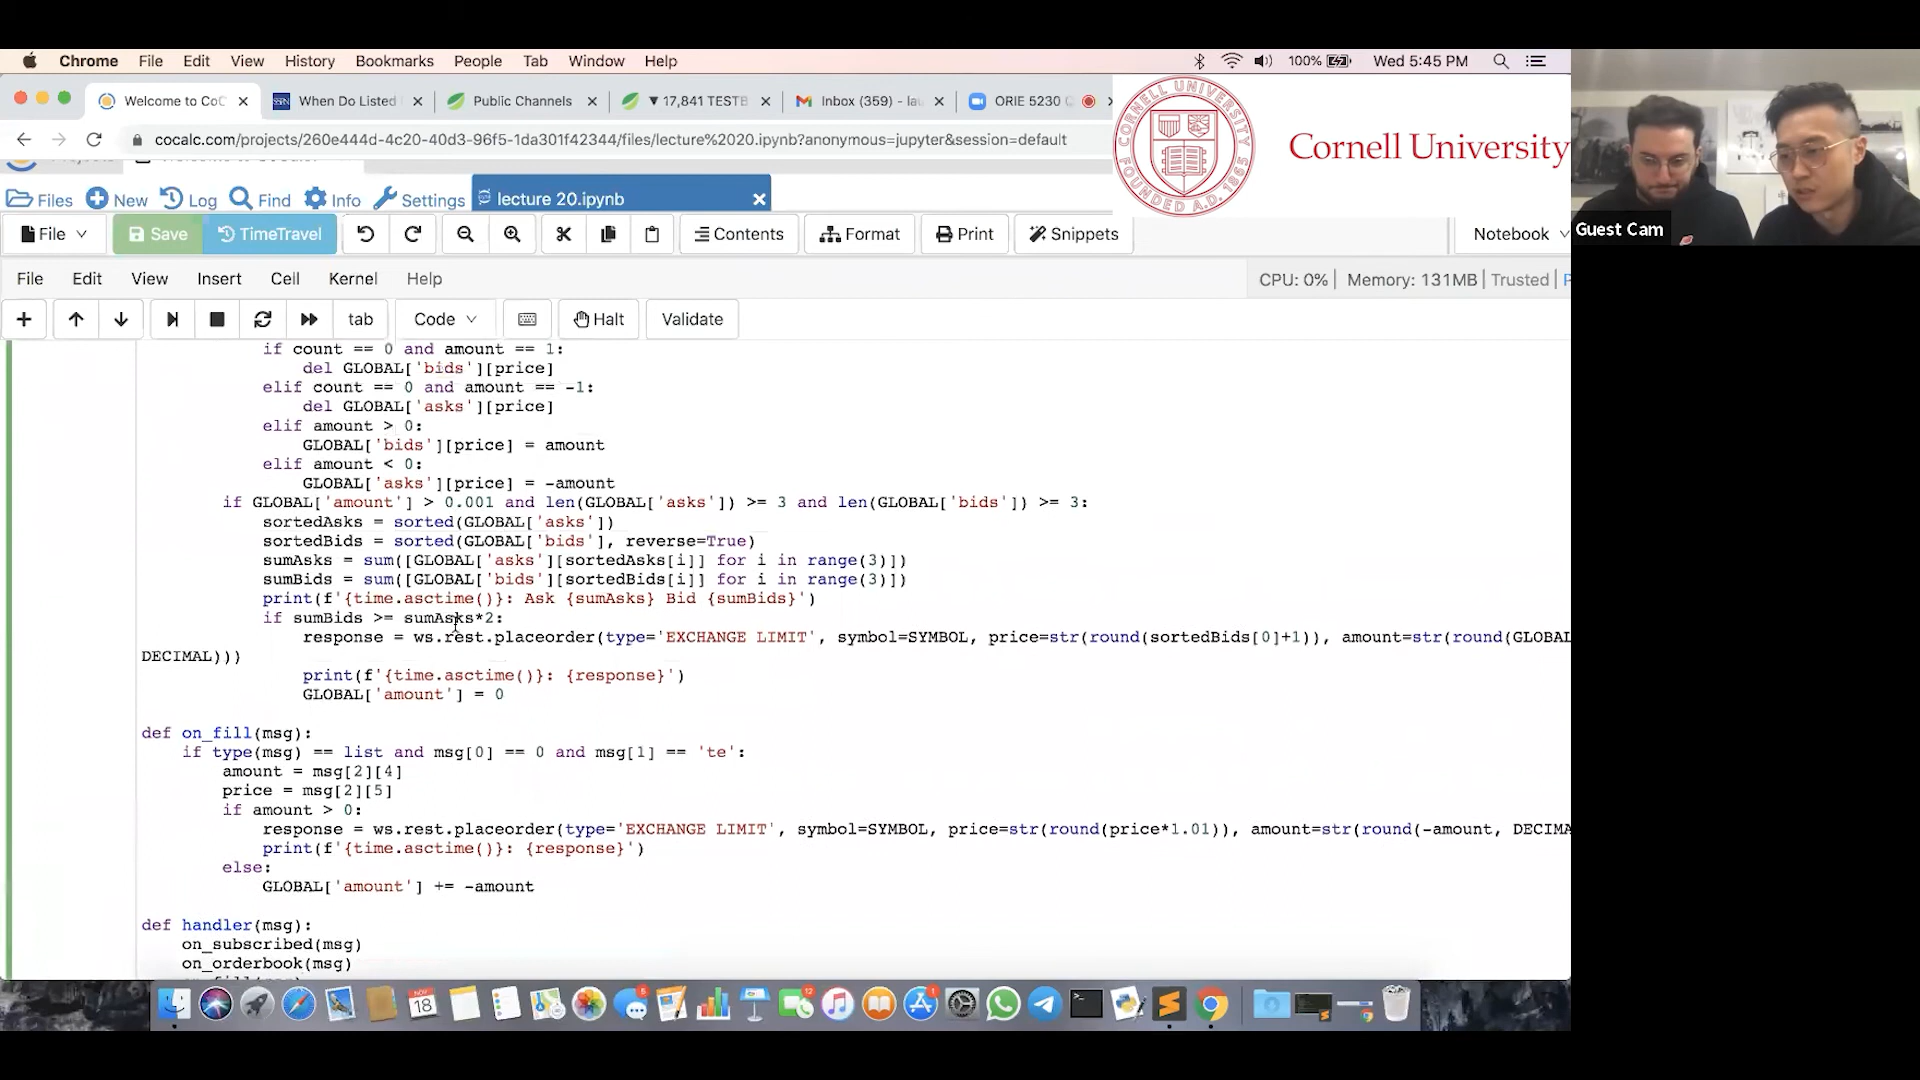 Chrome File Edit View History Bookmarks People Tab Window Help 100% Wed 5:45 PM
Welcome to CoC When Do Listed Public Channels ▼ 17,841 TESTB Inbox (359) - la ORIE 5230
cocalc.com/projects/260e444d-4c20-40d3-96f5-1da301f42344/files/lecture%2020.ipynb?anonymous=jupyter&session=default
Cornell University
CORNELL UNIVERSITY FOUNDED A.D. 1865
Files New Log Find Info Settings lecture 20.ipynb
File Save TimeTravel Contents Format Print Snippets Notebook
Guest Cam
File Edit View Insert Cell Kernel Help CPU: 0% | Memory: 131MB | Trusted |
tab Code Halt Validate
if count == 0 and amount == 1:
del GLOBAL['bids'][price]
elif count == 0 and amount == -1:
del GLOBAL['asks'][price]
elif amount > 0:
GLOBAL['bids'][price] = amount
elif amount < 0:
GLOBAL['asks'][price] = -amount
if GLOBAL['amount'] > 0.001 and len(GLOBAL['asks']) >= 3 and len(GLOBAL['bids']) >= 3:
sortedAsks = sorted(GLOBAL['asks'])
sortedBids = sorted(GLOBAL['bids'], reverse=True)
sumAsks = sum([GLOBAL['asks'][sortedAsks[i]] for i in range(3)])
sumBids = sum([GLOBAL['bids'][sortedBids[i]] for i in range(3)])
print(f'{time.asctime()}: Ask {sumAsks} Bid {sumBids}')
if sumBids >= sumAsks*2:
response = ws.rest.placeorder(type='EXCHANGE LIMIT', symbol=SYMBOL, price=str(round(sortedBids[0]+1)), amount=str(round(GLOBAL
DECIMAL)))
print(f'{time.asctime()}: {response}')
GLOBAL['amount'] = 0
def on_fill(msg):
if type(msg) == list and msg[0] == 0 and msg[1] == 'te':
amount = msg[2][4]
price = msg[2][5]
if amount > 0:
response = ws.rest.placeorder(type='EXCHANGE LIMIT', symbol=SYMBOL, price=str(round(price*1.01)), amount=str(round(-amount, DECIMA
print(f'{time.asctime()}: {response}')
else:
GLOBAL['amount'] += -amount
def handler(msg):
on_subscribed(msg)
on_orderbook(msg)
NOV
18